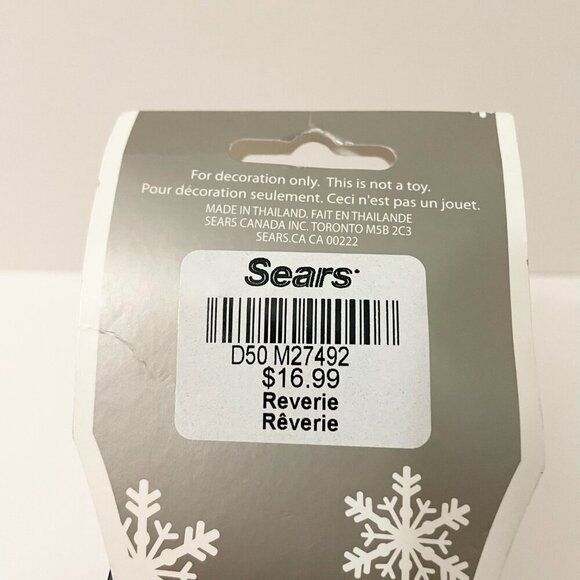 For decoration only. This is not a toy.
Pour décoration seulement. Ceci n'est pas un jouet.
MADE IN THAILAND. FAIT EN THAILANDE
SEARS CANADA INC. TORONTO M5B 2C3
SEARS.CA CA 00222
Sears
D50 M27492
$16.99
Reverie
Rêverie